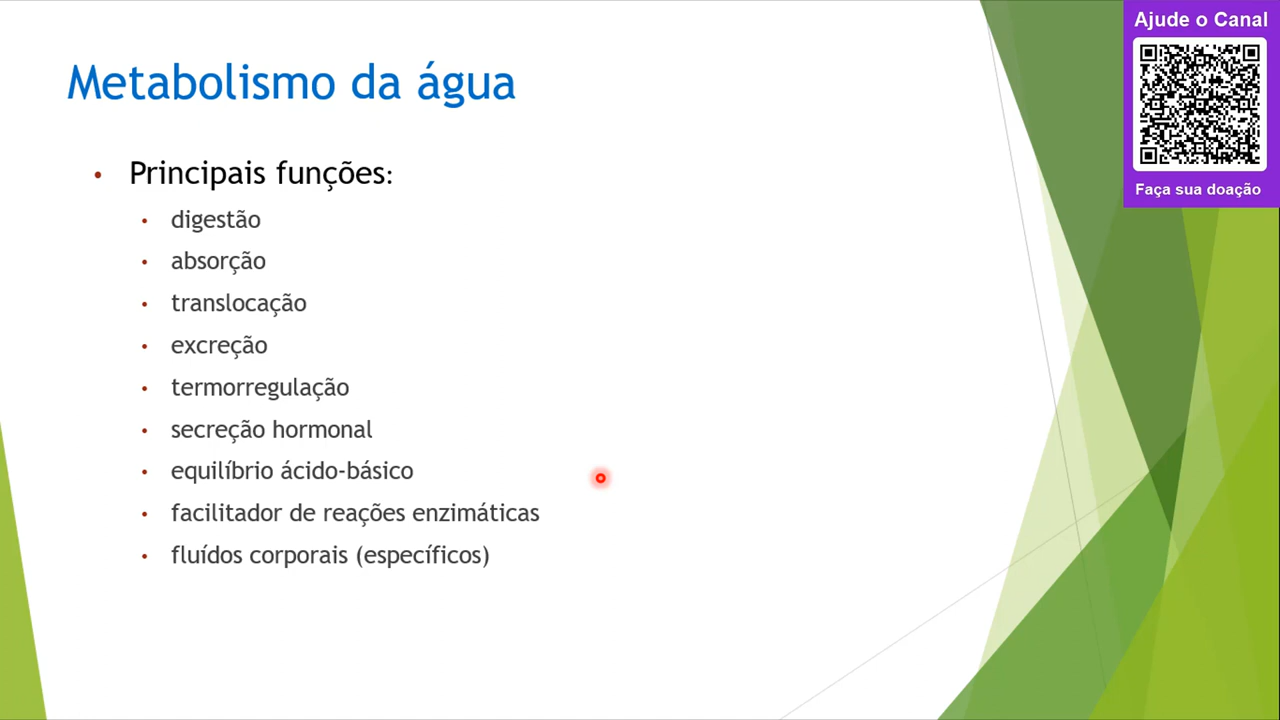 Ajude o Canal
Metabolismo da água
• Principais funções:
• digestão
• absorção
• translocação
• excreção
• termorregulação
• secreção hormonal
• equilíbrio ácido-básico
• facilitador de reações enzimáticas
• fluídos corporais (específicos)
Faça sua doação